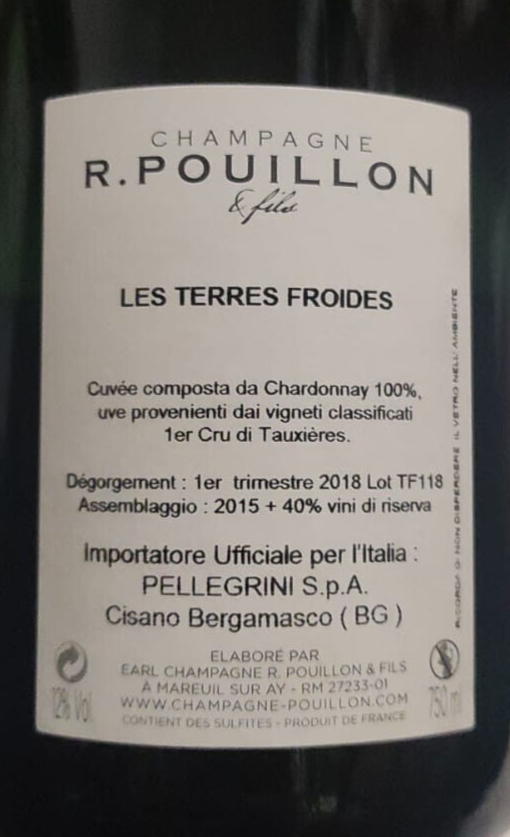 CHAMPAGNE
R. POUILLON
& fils
LES TERRES FROIDES
Cuvée composta da Chardonnay 100%,
uve provenienti dai vigneti classificati
1er Cru di Tauxières.
Dégorgement : 1er trimestre 2018 Lot TF118
Assemblaggio : 2015 + 40% vini di riserva
Importatore Ufficiale per l'Italia :
PELLEGRINI S.p.A.
Cisano Bergamasco ( BG )
ELABORÉ PAR
EARL CHAMPAGNE R. POUILLON & FILS
À MAREUIL SUR AY - RM 27233-01
WWW.CHAMPAGNE-POUILLON.COM
CONTIENT DES SULFITES - PRODUIT DE FRANCE
12% Vol
750 ml
RICORDA DI NON DISPERDERE IL VETRO NELL'AMBIENTE